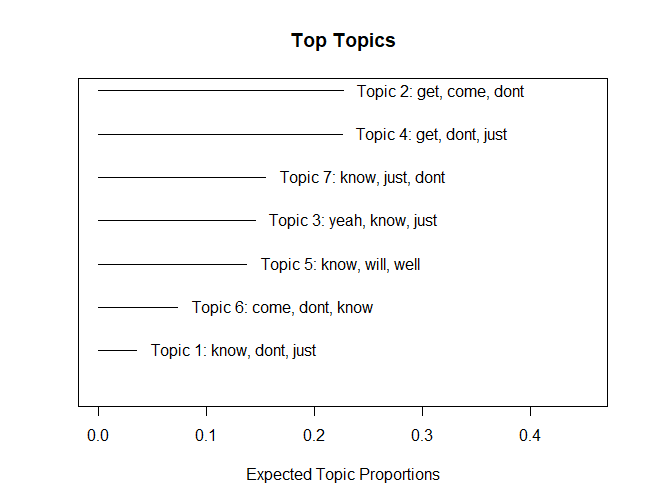 Top Topics
Topic 2: get, come, dont
Topic 4: get, dont, just
Topic 7: know, just, dont
Topic 3: yeah, know, just
Topic 5: know, will, well
Topic 6: come, dont, know
Topic 1: know, dont, just
0.0 0.1 0.2 0.3 0.4
Expected Topic Proportions